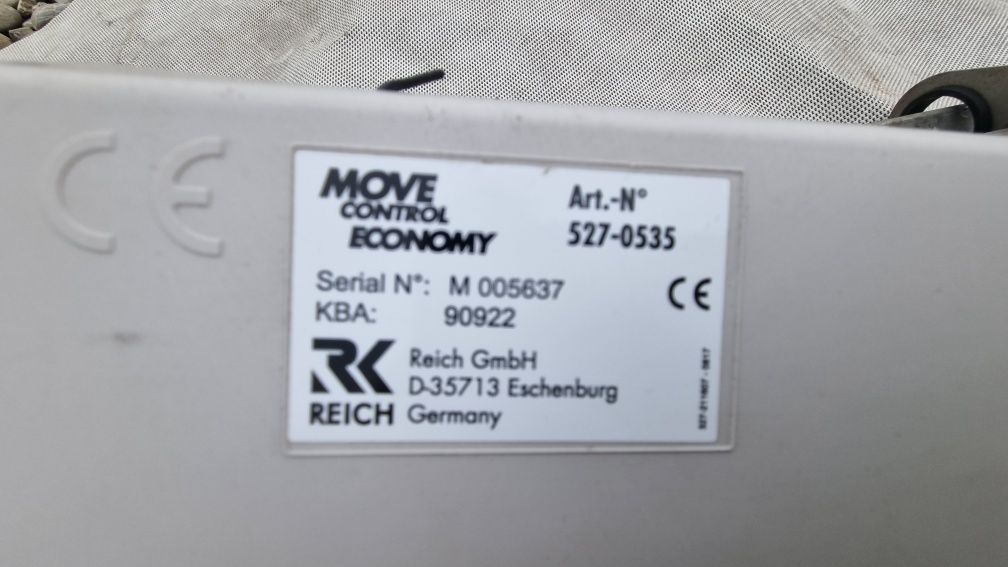 CE
MOVE
CONTROL
ECONOMY
Art.-N°
527-0535
Serial N°: M 005637
KBA: 90922
CE
RK
REICH
Reich GmbH
D-35713 Eschenburg
Germany